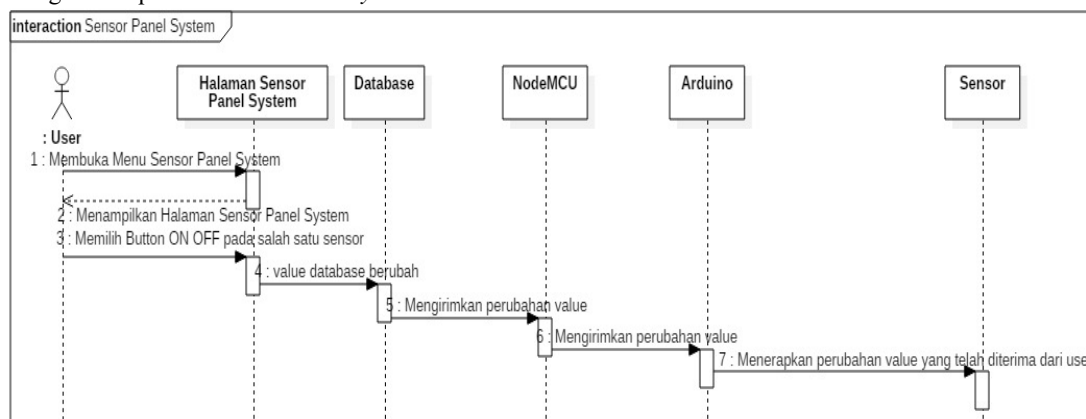 interaction Sensor Panel System
: User
Halaman Sensor
Panel System
Database
NodeMCU
Arduino
Sensor
1 : Membuka Menu Sensor Panel System
2 : Menampilkan Halaman Sensor Panel System
3 : Memilih Button ON OFF pada salah satu sensor
4 : value database berubah
5 : Mengirimkan perubahan value
6 : Mengirimkan perubahan value
7 : Menerapkan perubahan value yang telah diterima dari use